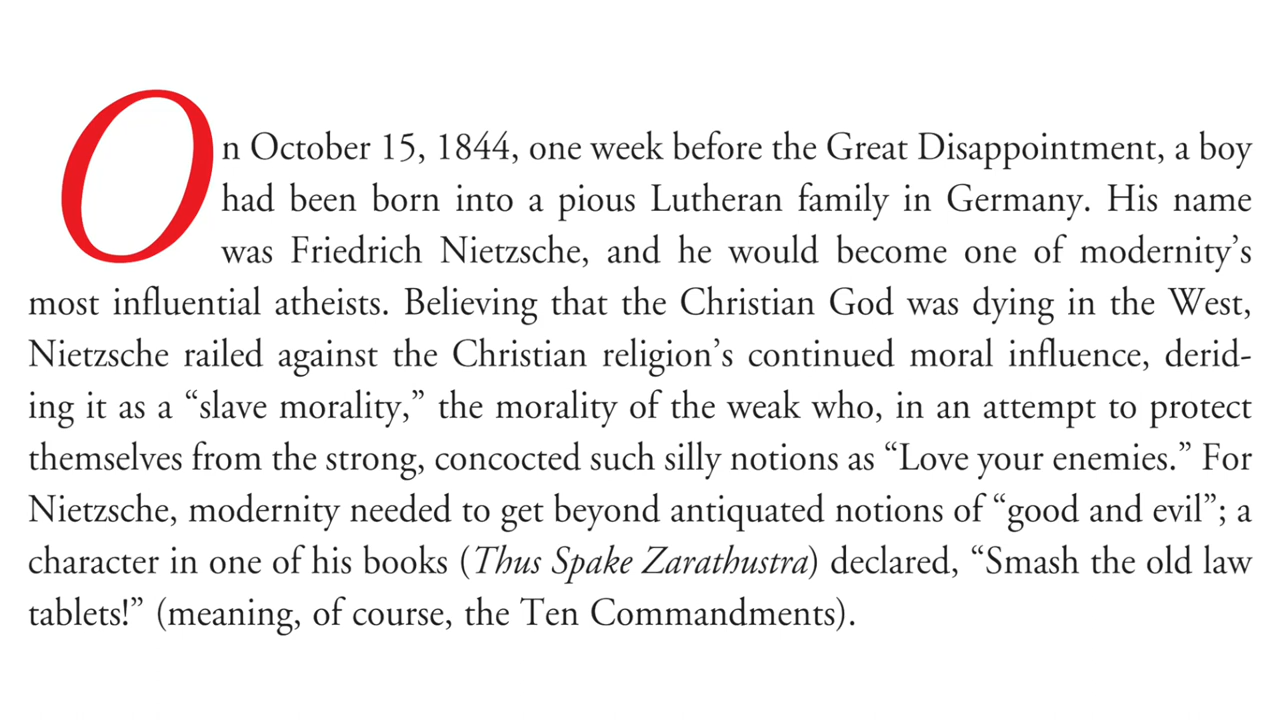 On October 15, 1844, one week before the Great Disappointment, a boy
had been born into a pious Lutheran family in Germany. His name
was Friedrich Nietzsche, and he would become one of modernity’s
most influential atheists. Believing that the Christian God was dying in the West,
Nietzsche railed against the Christian religion’s continued moral influence, derid-
ing it as a “slave morality,” the morality of the weak who, in an attempt to protect
themselves from the strong, concocted such silly notions as “Love your enemies.” For
Nietzsche, modernity needed to get beyond antiquated notions of “good and evil”; a
character in one of his books (Thus Spake Zarathustra) declared, “Smash the old law
tablets!” (meaning, of course, the Ten Commandments).